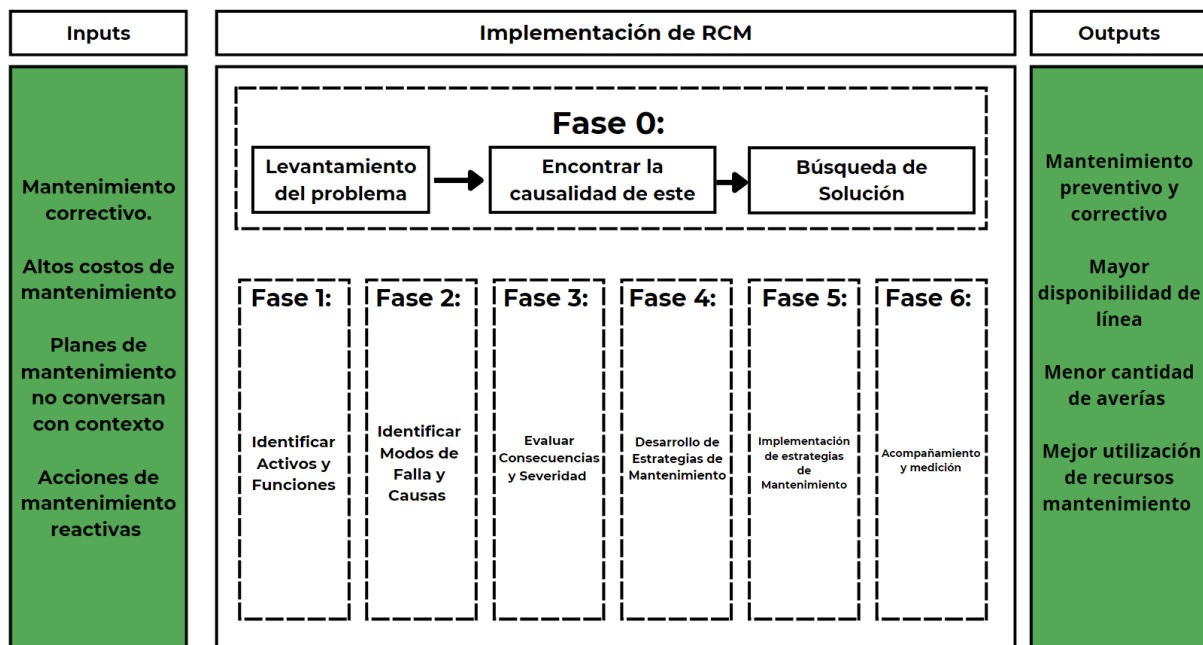 Inputs
Implementación de RCM
Outputs
Mantenimiento
correctivo.
Altos costos de
mantenimiento
Planes de
mantenimiento
no conversan
con contexto
Acciones de
mantenimiento
reactivas
Fase 0:
Levantamiento
del problema
Encontrar la
causalidad de este
Búsqueda de
Solución
Fase 1:
Identificar
Activos y
Funciones
Fase 2:
Identificar
Modos de
Falla y
Causas
Fase 3:
Evaluar
Consecuencias
y Severidad
Fase 4:
Desarrollo de
Estrategias de
Mantenimiento
Fase 5:
Implementación
de estrategias
de
Mantenimiento
Fase 6:
Acompañamiento
y medición
Mantenimiento
preventivo y
correctivo
Mayor
disponibilidad de
línea
Menor cantidad
de averías
Mejor utilización
de recursos
mantenimiento